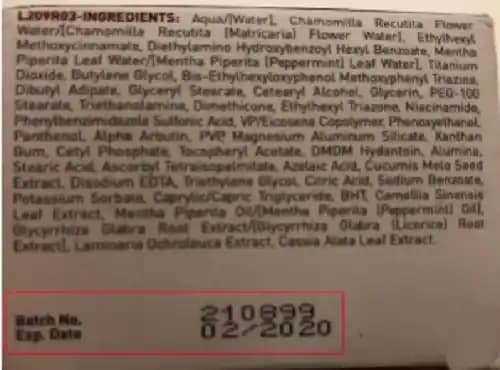 L209R03-INGREDIENTS: Aqua/[Water], Chamomilla Recutita Flower
Water/[Chamomilla Recutita (Matricaria) Flower Water], Ethylhexyl
Methoxycinnamate, Diethylamino Hydroxybenzoyl Hexyl Benzoate, Mentha
Piperita Leaf Water/[Mentha Piperita (Peppermint) Leaf Water], Titanium
Dioxide, Butylene Glycol, Bis-Ethylhexyloxyphenol Methoxyphenyl Triazine,
Dibutyl Adipate, Glyceryl Stearate, Cetearyl Alcohol, Glycerin, PEG-100
Stearate, Triethanolamine, Dimethicone, Ethylhexyl Triazone, Niacinamide,
Phenylbenzimidazole Sulfonic Acid, VP/Eicosene Copolymer, Phenoxyethanol,
Panthenol, Alpha Arbutin, PVP, Magnesium Aluminum Silicate, Xanthan
Gum, Cetyl Phosphate, Tocopheryl Acetate, DMDM Hydantoin, Alumina,
Stearic Acid, Ascorbyl Tetraisopalmitate, Azelaic Acid, Cucumis Melo Seed
Extract, Disodium EDTA, Triethylene Glycol, Citric Acid, Sodium Benzoate,
Potassium Sorbate, Caprylic/Capric Triglyceride, BHT, Camellia Sinensis
Leaf Extract, Mentha Piperita Oil/[Mentha Piperita (Peppermint) Oil],
Glycyrrhiza Glabra Root Extract/[Glycyrrhiza Glabra (Licorice) Root
Extract], Laminaria Ochroleuca Extract, Cassia Alata Leaf Extract.
Batch No. 210899
Exp. Date 02/2020